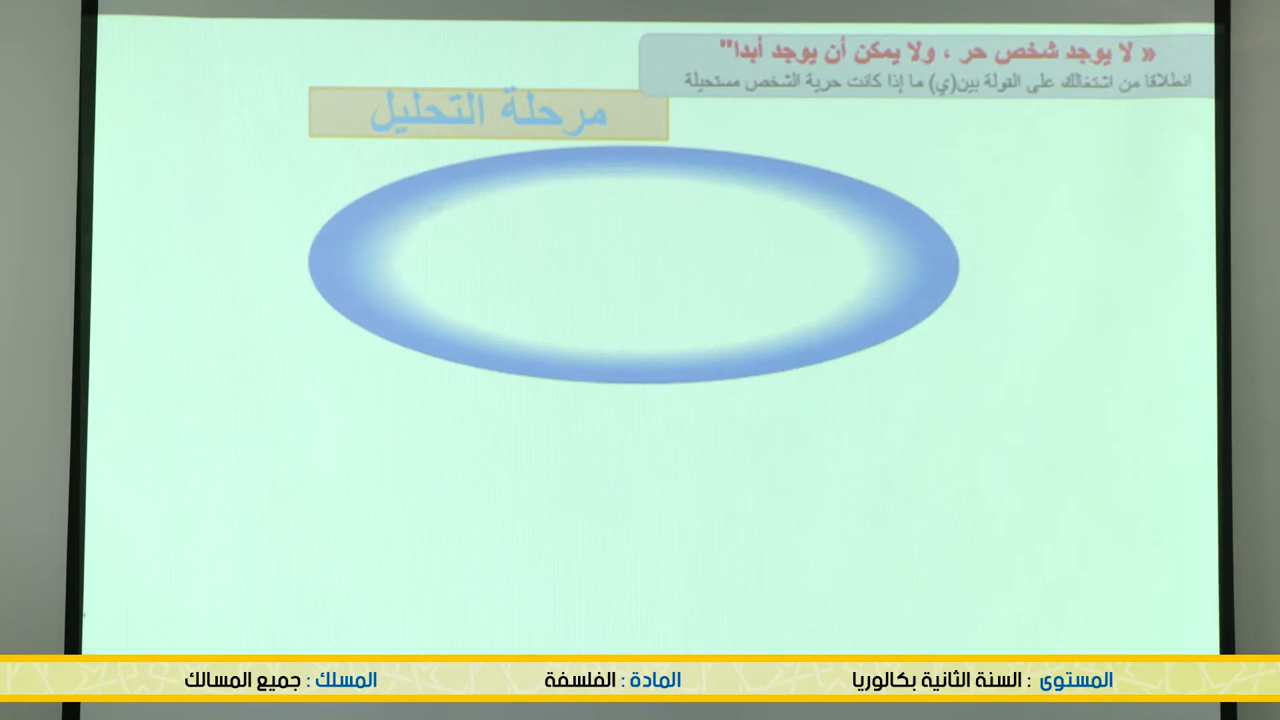 « لا يوجد شخص حر ، ولا يمكن أن يوجد أبدا"
انطلاقا من اشتغالك على القولة بين(ي) ما إذا كانت حرية الشخص مستحيلة
مرحلة التحليل
المستوى : السنة الثانية بكالوريا
المادة : الفلسفة
المسلك : جميع المسالك